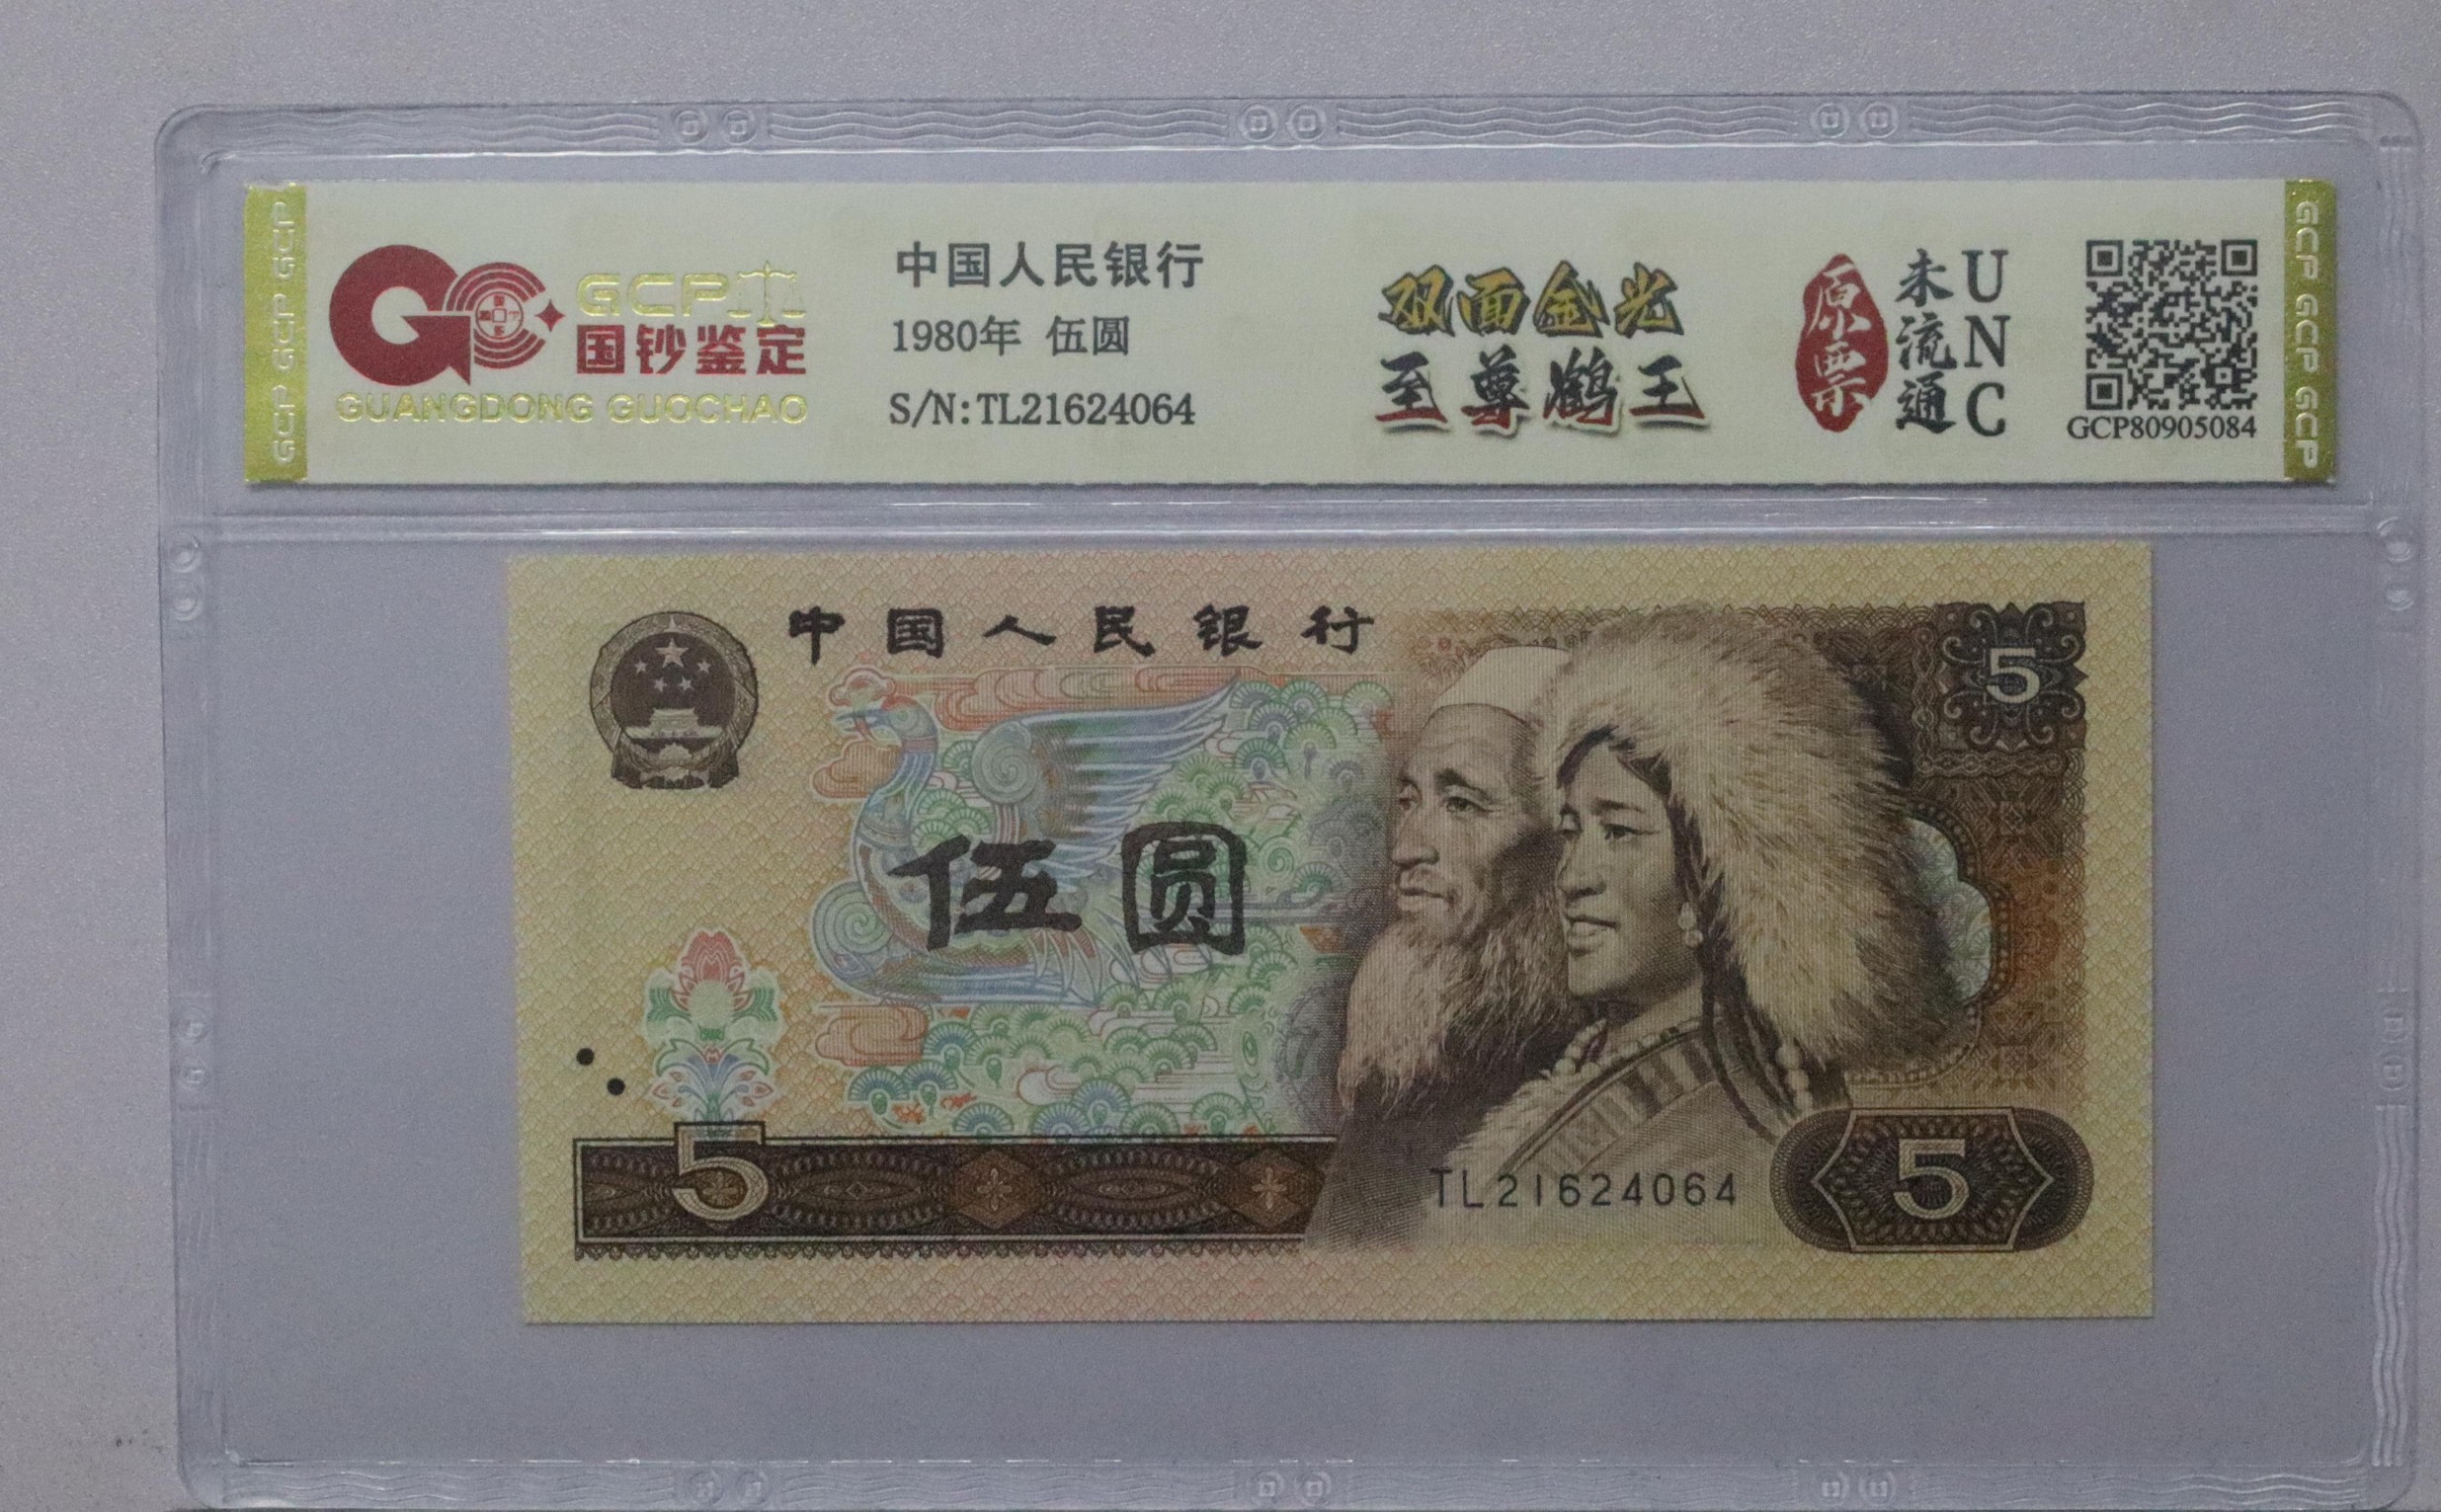 GCP GCP GCP
GCP
国钞鉴定
GUANGDONG GUOCHAO
中国人民银行
1980年 伍圆
S/N:TL21624064
双面金光
至尊鹤王
原票
未流通
UNC
GCP80905084
GCP GCP GCP
中国人民银行
5
伍圆
5
TL21624064
5